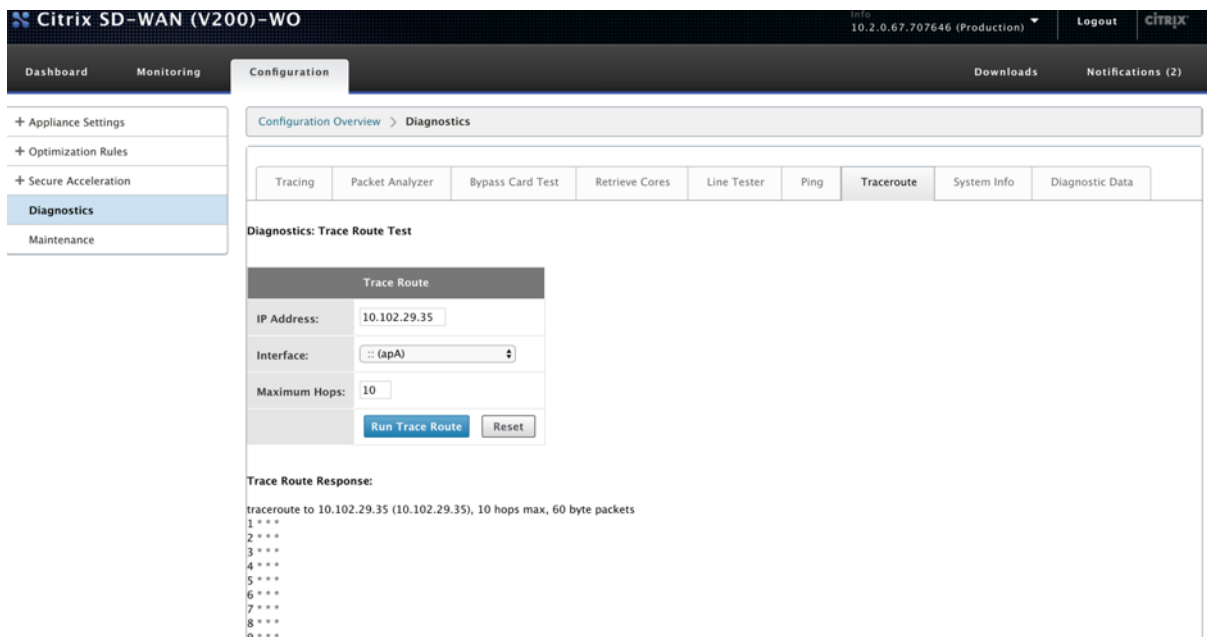 Citrix SD-WAN (V200)-WO
Info
10.2.0.67.707646 (Production)
Logout
CİTRIX
Dashboard Monitoring Configuration Downloads Notifications (2)
+ Appliance Settings
+ Optimization Rules
+ Secure Acceleration
Diagnostics
Maintenance
Configuration Overview > Diagnostics
Tracing Packet Analyzer Bypass Card Test Retrieve Cores Line Tester Ping Traceroute System Info Diagnostic Data
Diagnostics: Trace Route Test
Trace Route
IP Address: 10.102.29.35
Interface: :: (apA)
Maximum Hops: 10
Run Trace Route Reset
Trace Route Response:
traceroute to 10.102.29.35 (10.102.29.35), 10 hops max, 60 byte packets
1 * * *
2 * * *
3 * * *
4 * * *
5 * * *
6 * * *
7 * * *
8 * * *
9 * * *